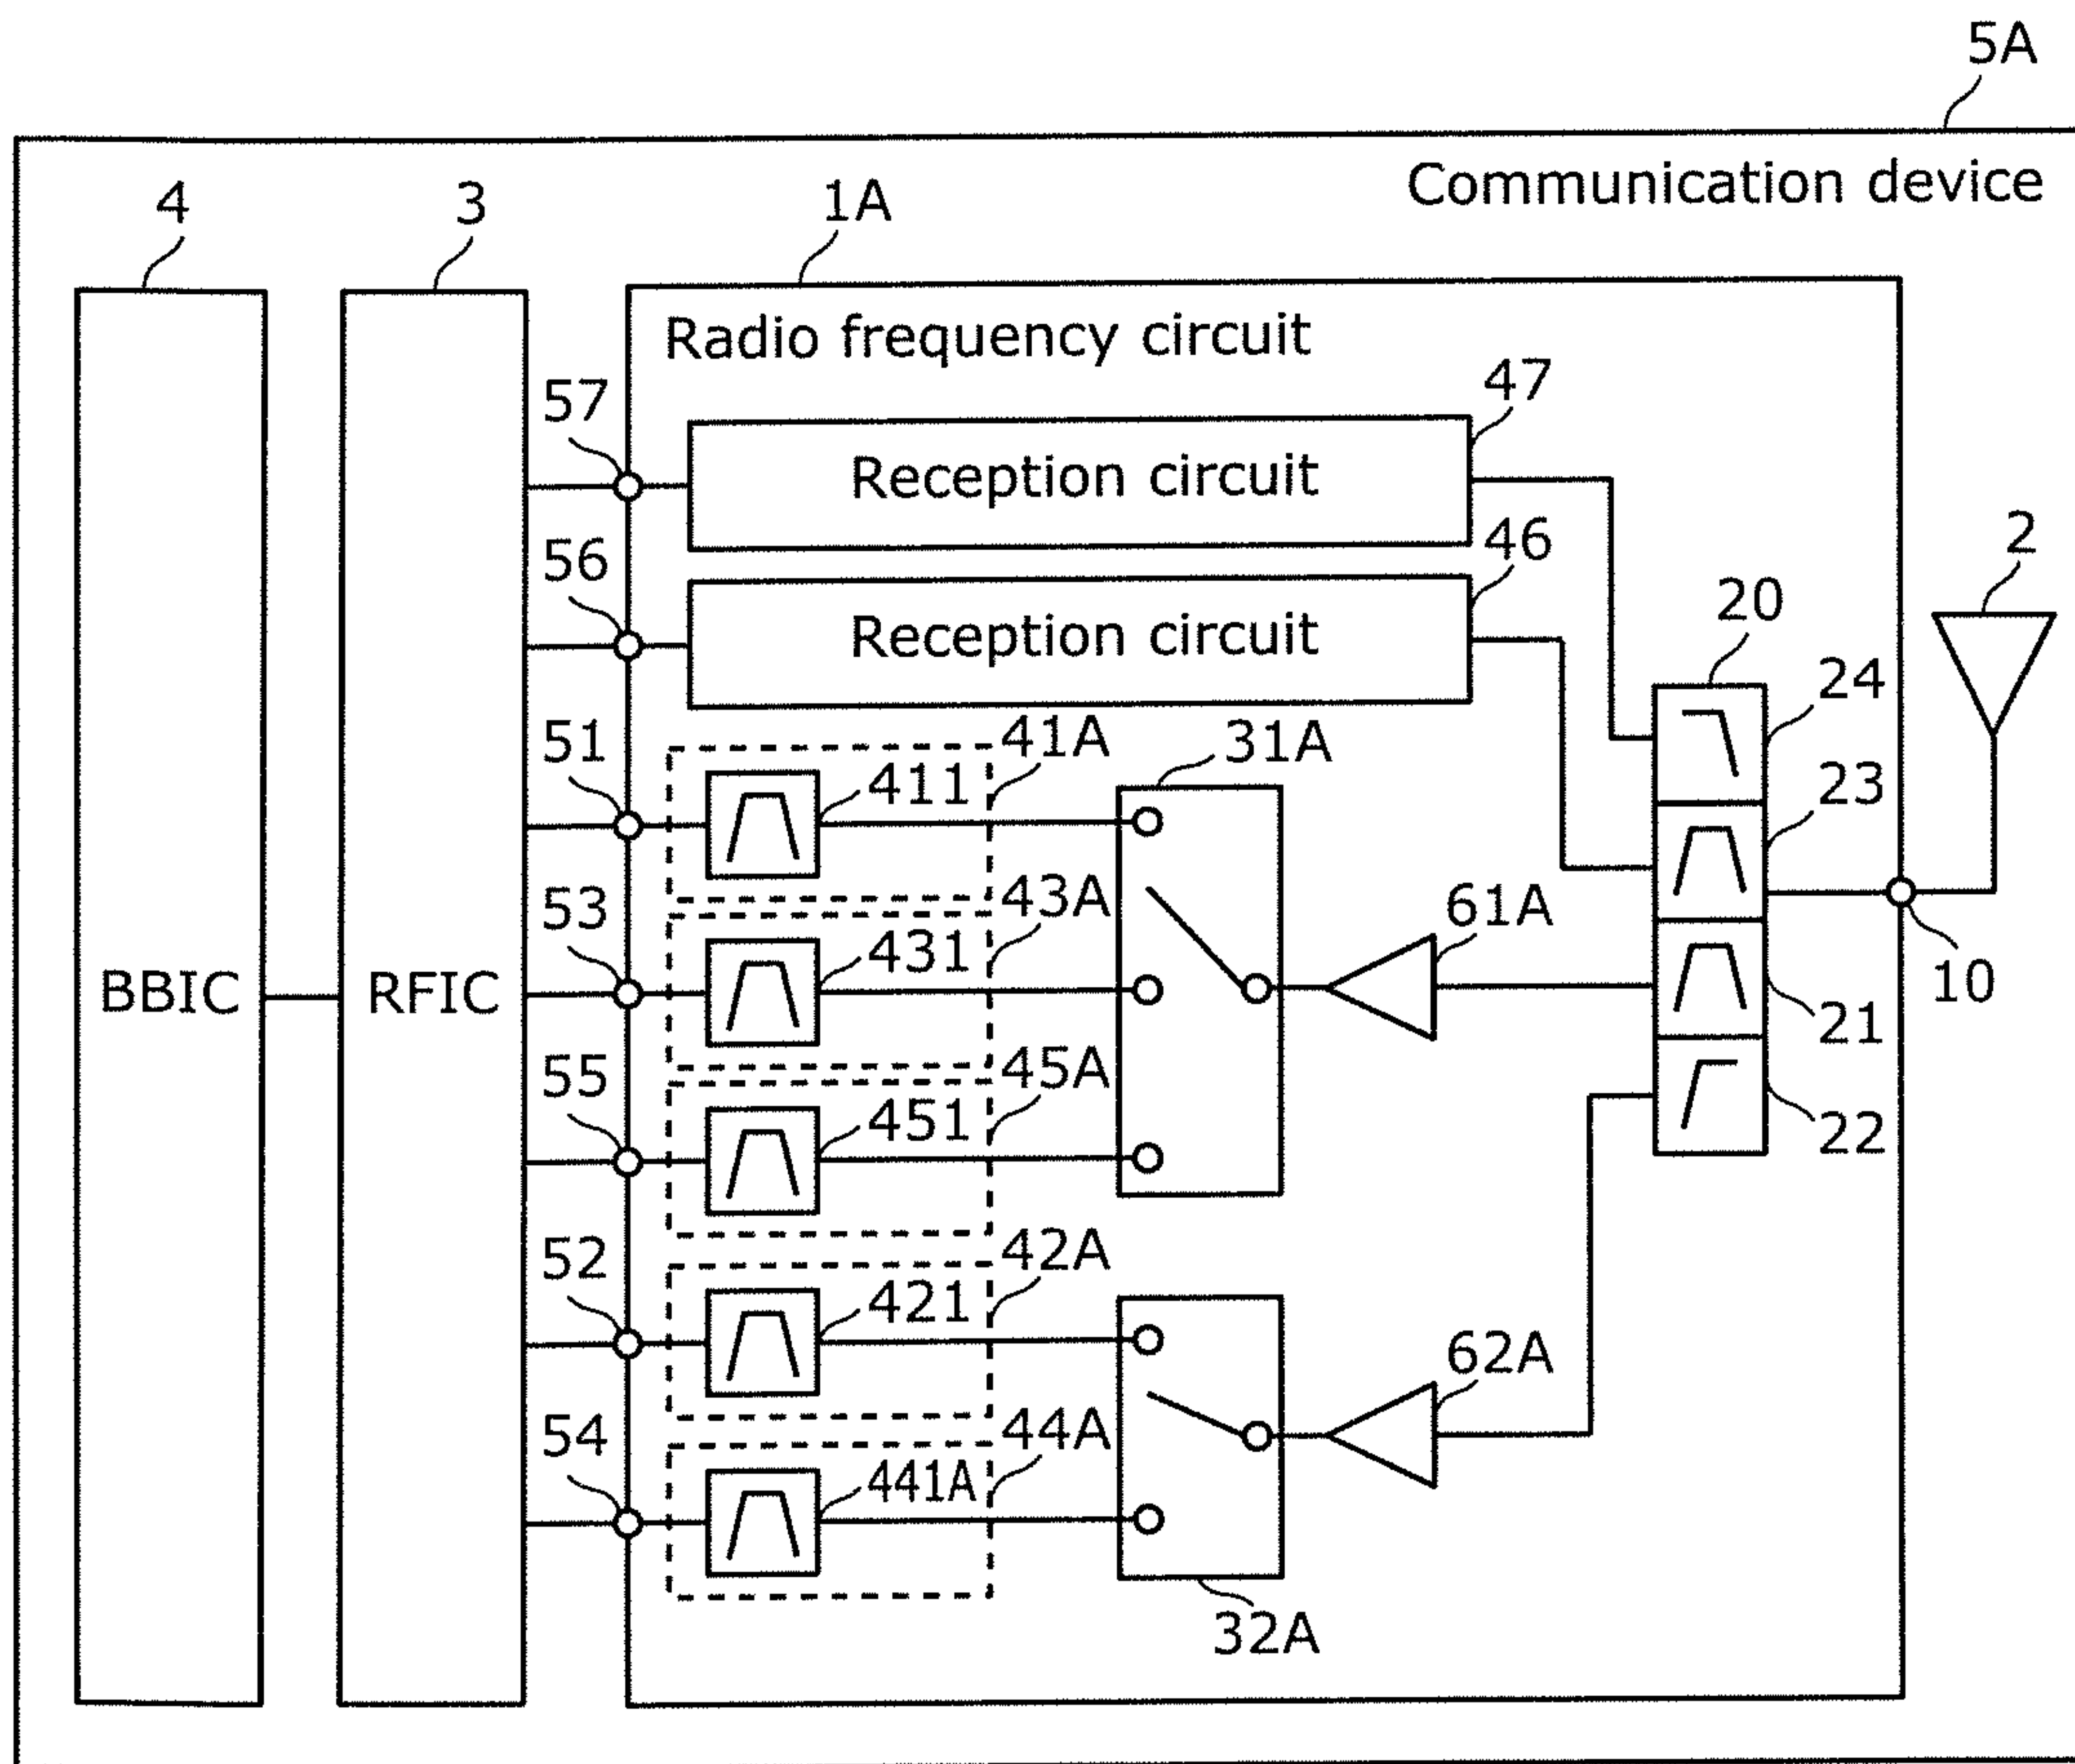 5A
Communication device
4
3
1A
Radio frequency circuit
57
47
Reception circuit
56
46
Reception circuit
2
20
24
51
41A
31A
411
23
53
43A
61A
431
10
BBIC
RFIC
21
55
45A
451
22
52
42A
421
62A
54
44A
441A
32A